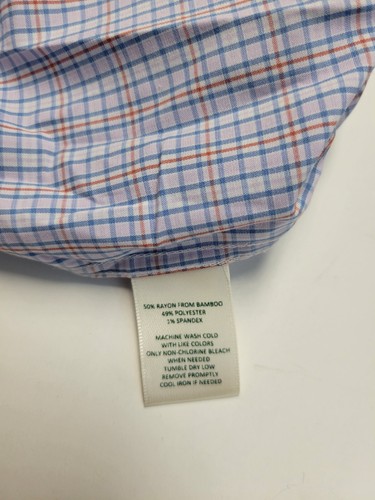 50% RAYON FROM BAMBOO
49% POLYESTER
1% SPANDEX
MACHINE WASH COLD
WITH LIKE COLORS
ONLY NON-CHLORINE BLEACH
WHEN NEEDED
TUMBLE DRY LOW
REMOVE PROMPTLY
COOL IRON IF NEEDED